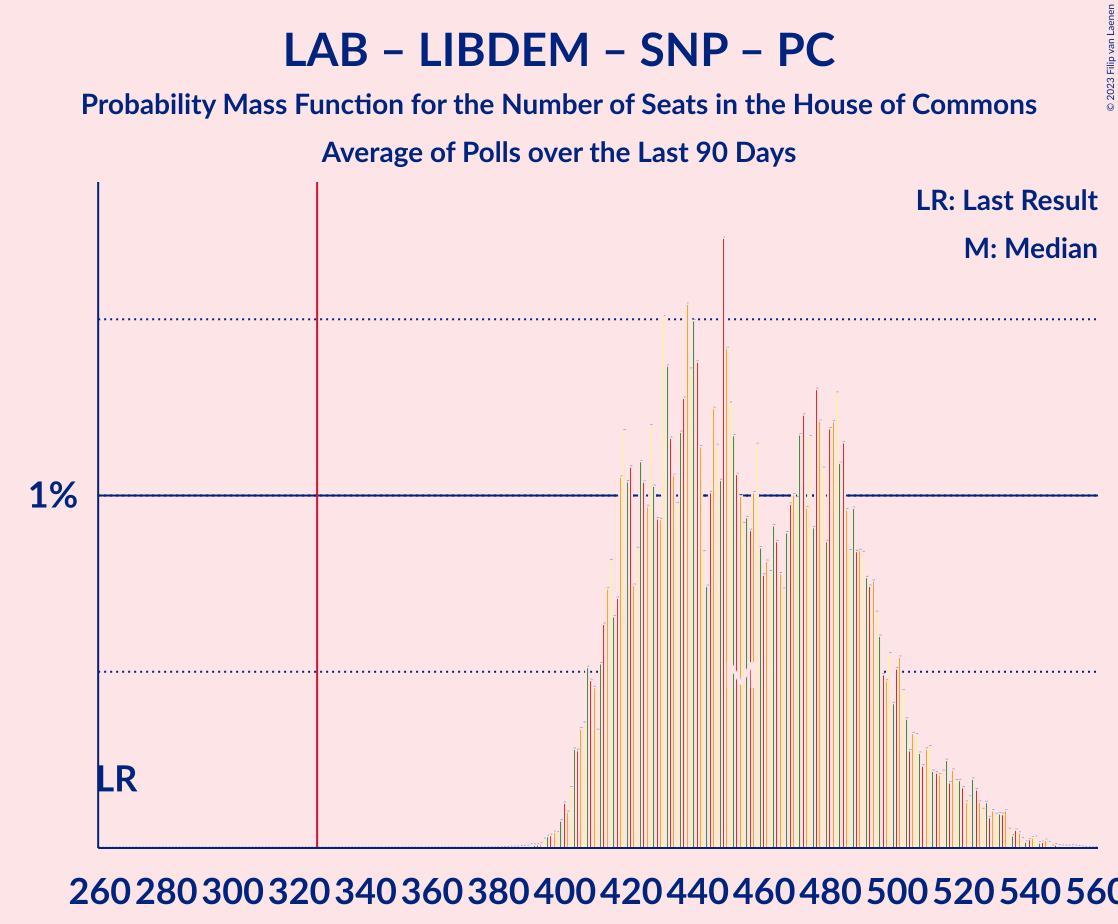 LAB – LIBDEM – SNP – PC
Probability Mass Function for the Number of Seats in the House of Commons
Average of Polls over the Last 90 Days
© 2023 Filip van Laenen
LR: Last Result
M: Median
1%
M
LR
260 280 300 320 340 360 380 400 420 440 460 480 500 520 540 560